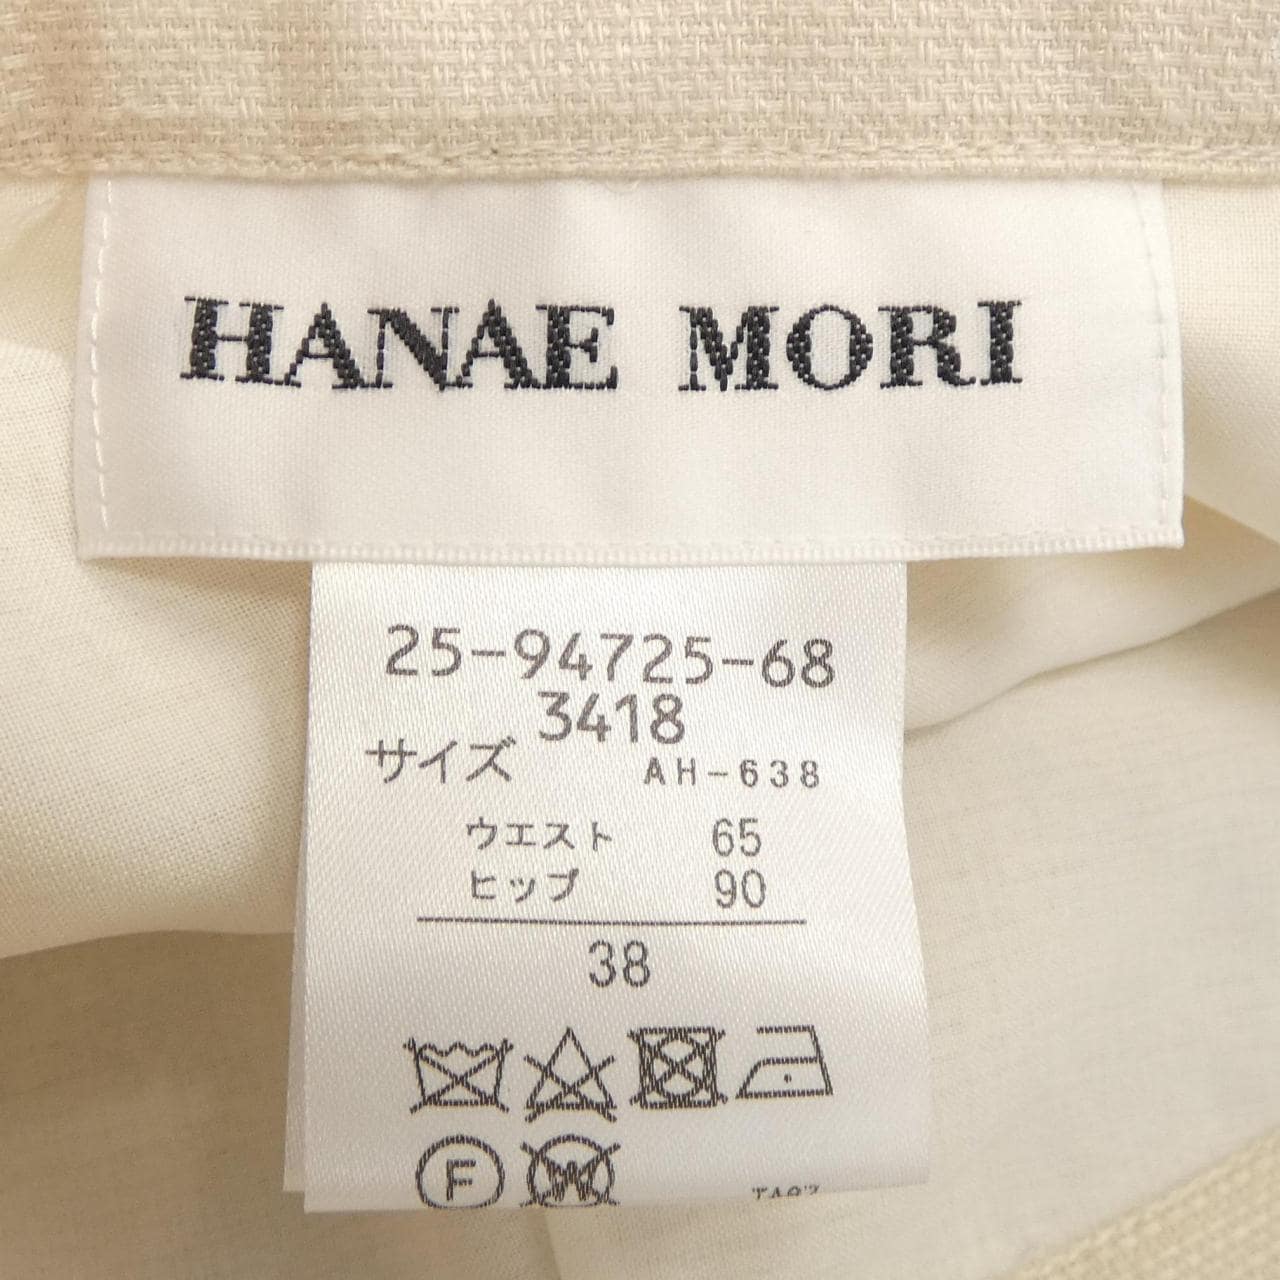 HANAE MORI
25-94725-68
3418
サイズ AH-638
ウエスト 65
ヒップ 90
38
F W